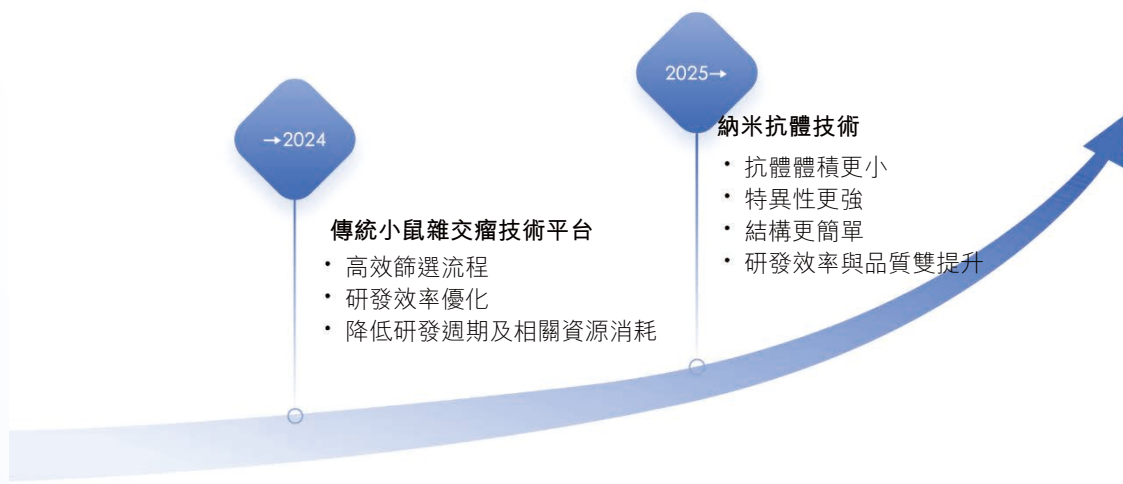 →2024
傳統小鼠雜交瘤技術平台
• 高效篩選流程
• 研發效率優化
• 降低研發週期及相關資源消耗
2025→
納米抗體技術
• 抗體體積更小
• 特異性更強
• 結構更簡單
• 研發效率與品質雙提升